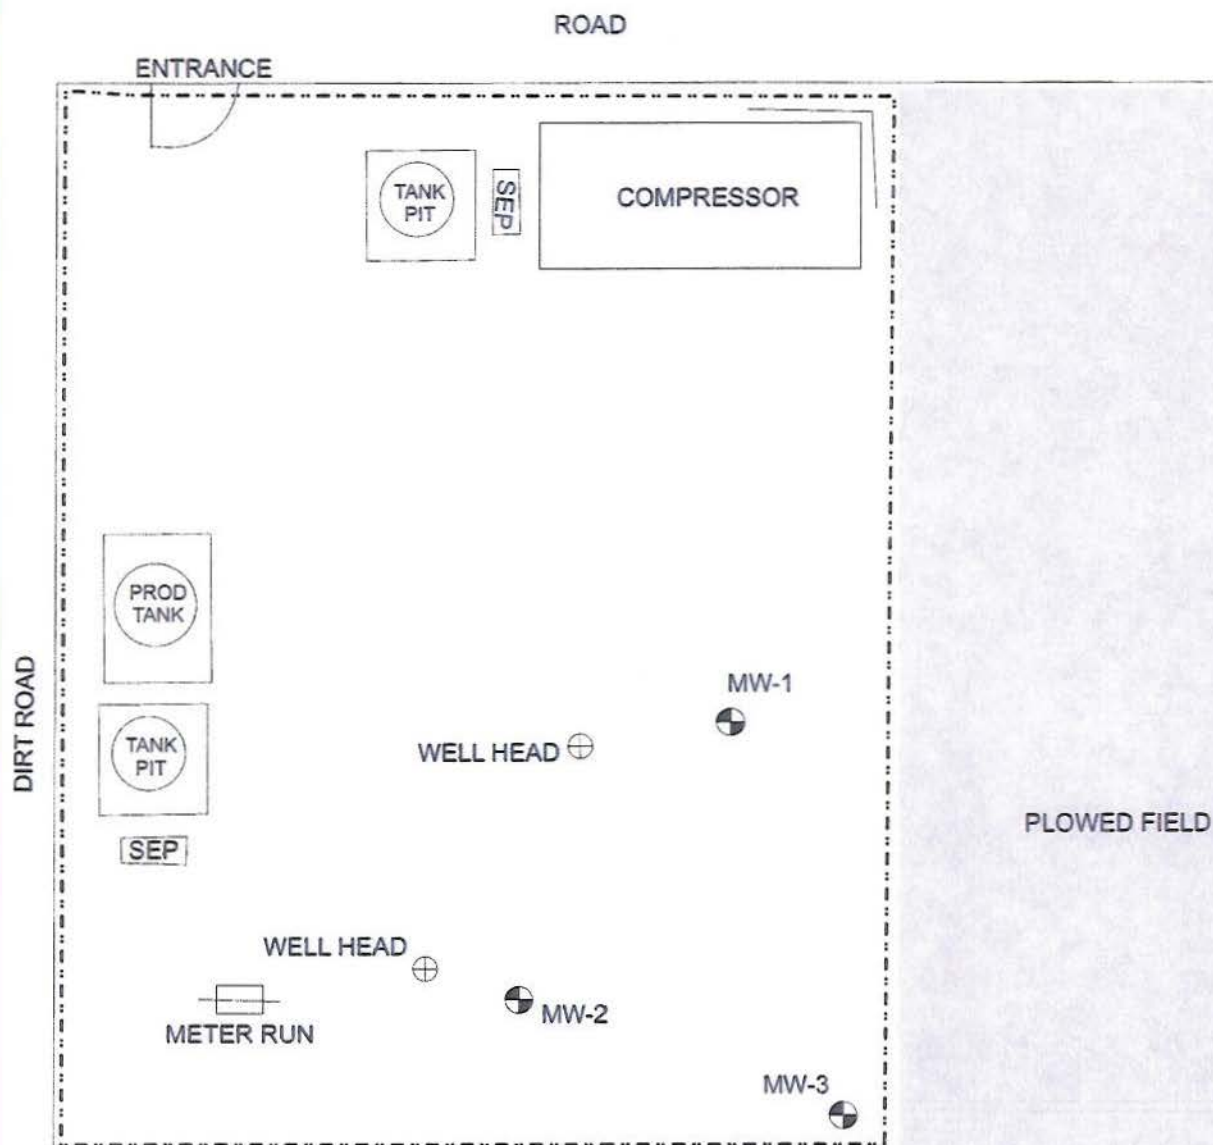 ROAD
ENTRANCE
TANK
PIT
SEP
COMPRESSOR
PROD
TANK
MW-1
DIRT ROAD
TANK
PIT
WELL HEAD
PLOWED FIELD
SEP
WELL HEAD
MW-2
METER RUN
MW-3